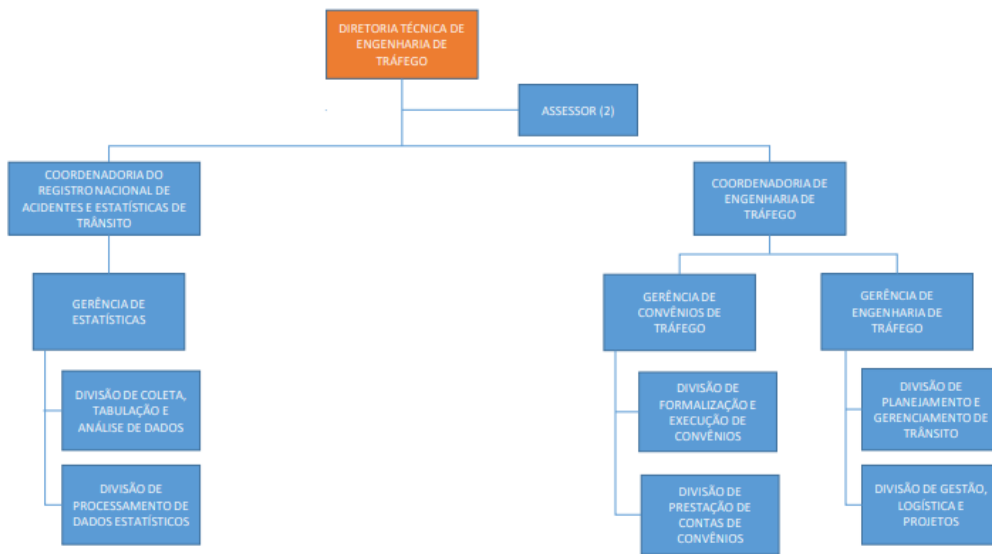 DIRETORIA TÉCNICA DE
ENGENHARIA DE
TRÁFEGO
ASSESSOR (2)
COORDENADORIA DO
REGISTRO NACIONAL DE
ACIDENTES E ESTATÍSTICAS DE
TRÂNSITO
COORDENADORIA DE
ENGENHARIA DE
TRÁFEGO
GERÊNCIA DE
ESTATÍSTICAS
GERÊNCIA DE
CONVÊNIOS DE
TRÁFEGO
GERÊNCIA DE
ENGENHARIA DE
TRÁFEGO
DIVISÃO DE COLETA,
TABULAÇÃO E
ANÁLISE DE DADOS
DIVISÃO DE
FORMALIZAÇÃO E
EXECUÇÃO DE
CONVÊNIOS
DIVISÃO DE
PLANEJAMENTO E
GERENCIAMENTO DE
TRÂNSITO
DIVISÃO DE
PROCESSAMENTO DE
DADOS ESTATÍSTICOS
DIVISÃO DE
PRESTAÇÃO DE
CONTAS DE
CONVÊNIOS
DIVISÃO DE GESTÃO,
LOGÍSTICA E
PROJETOS